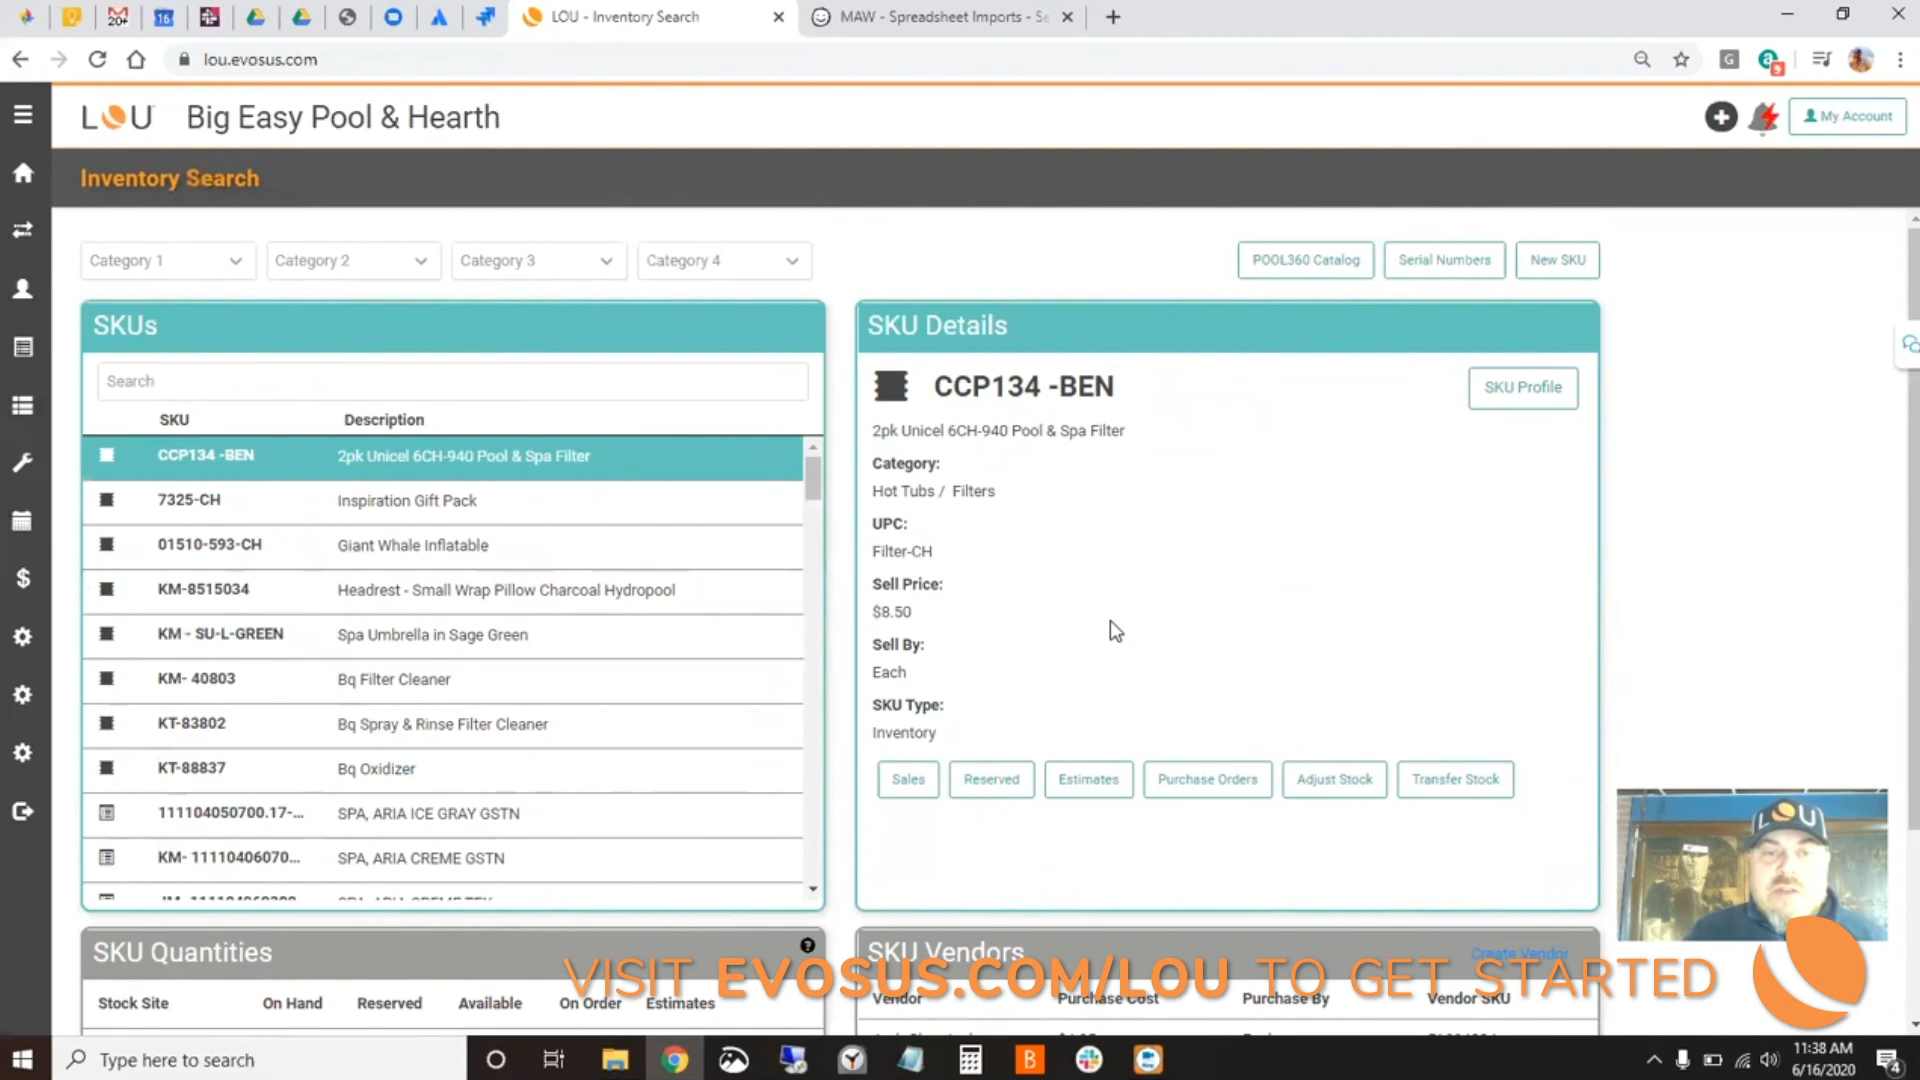 LOU - Inventory Search
MAW - Spreadsheet Imports - Se
lou.evosus.com
LOU Big Easy Pool & Hearth
My Account
Inventory Search
Category 1
Category 2
Category 3
Category 4
POOL360 Catalog
Serial Numbers
New SKU
SKUs
Search
SKU Description
CCP134 -BEN 2pk Unicel 6CH-940 Pool & Spa Filter
7325-CH Inspiration Gift Pack
01510-593-CH Giant Whale Inflatable
KM-8515034 Headrest - Small Wrap Pillow Charcoal Hydropool
KM - SU-L-GREEN Spa Umbrella in Sage Green
KM- 40803 Bq Filter Cleaner
KT-83802 Bq Spray & Rinse Filter Cleaner
KT-88837 Bq Oxidizer
111104050700.17-... SPA, ARIA ICE GRAY GSTN
KM- 11110406070... SPA, ARIA CREME GSTN
SKU Details
CCP134 -BEN
SKU Profile
2pk Unicel 6CH-940 Pool & Spa Filter
Category:
Hot Tubs / Filters
UPC:
Filter-CH
Sell Price:
$8.50
Sell By:
Each
SKU Type:
Inventory
Sales
Reserved
Estimates
Purchase Orders
Adjust Stock
Transfer Stock
LOU
SKU Quantities
Stock Site On Hand Reserved Available On Order Estimates
SKU Vendors
Create Vendor
Vendor Purchase Cost Purchase By Vendor SKU
VISIT EVOSUS.COM/LOU TO GET STARTED
Type here to search
11:38 AM
6/16/2020
4